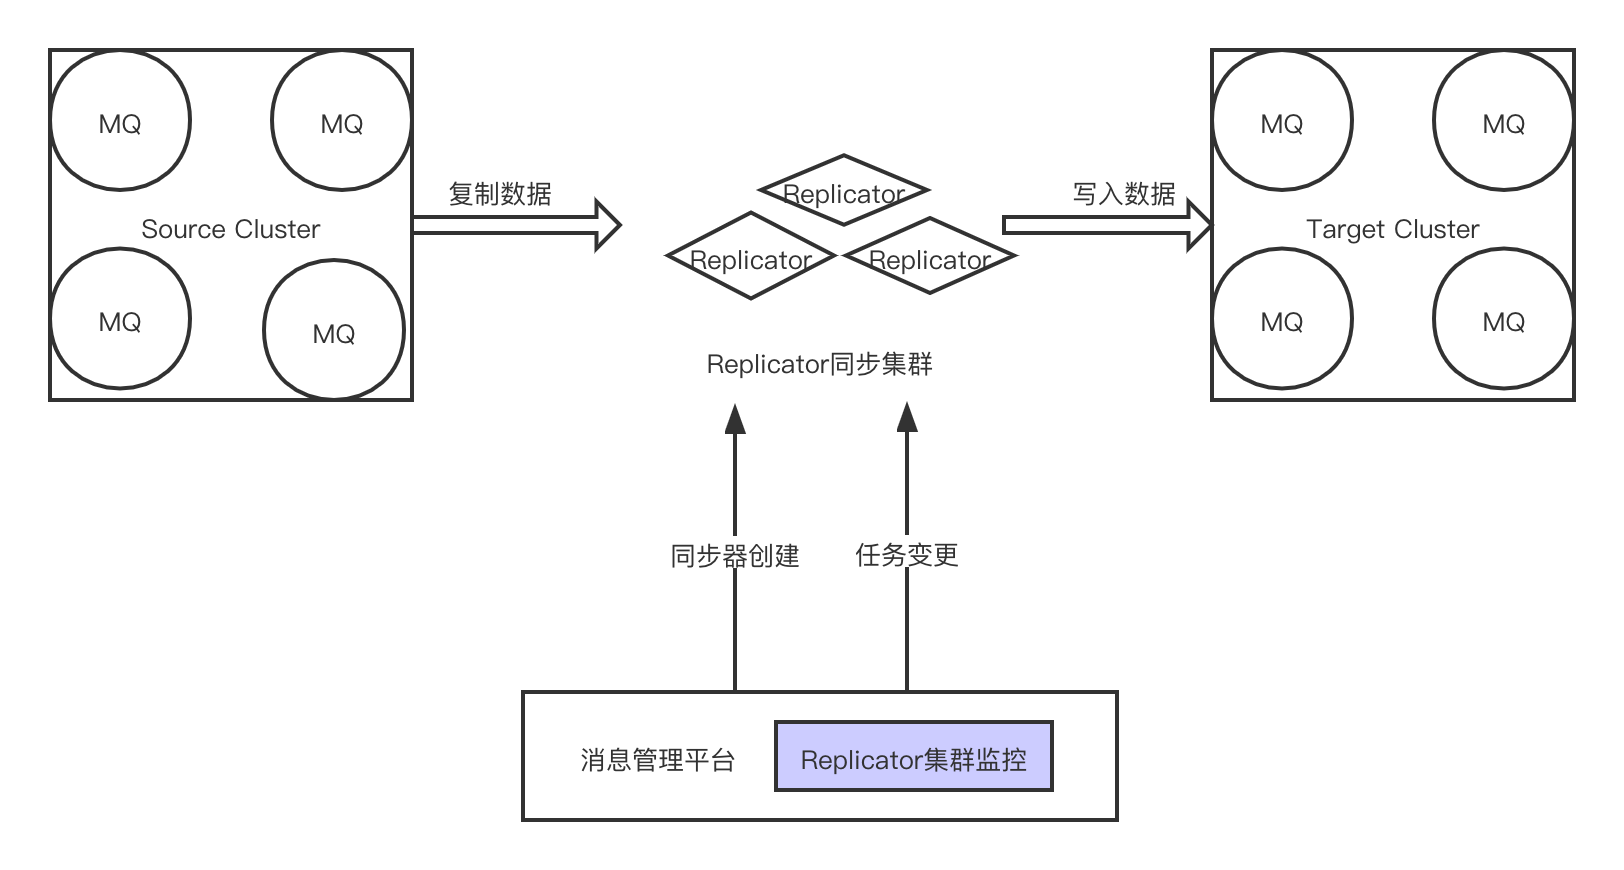 MQ
MQ
Source Cluster
MQ
MQ
复制数据
Replicator
Replicator
Replicator
Replicator同步集群
写入数据
MQ
MQ
Target Cluster
MQ
MQ
同步器创建
任务变更
消息管理平台
Replicator集群监控